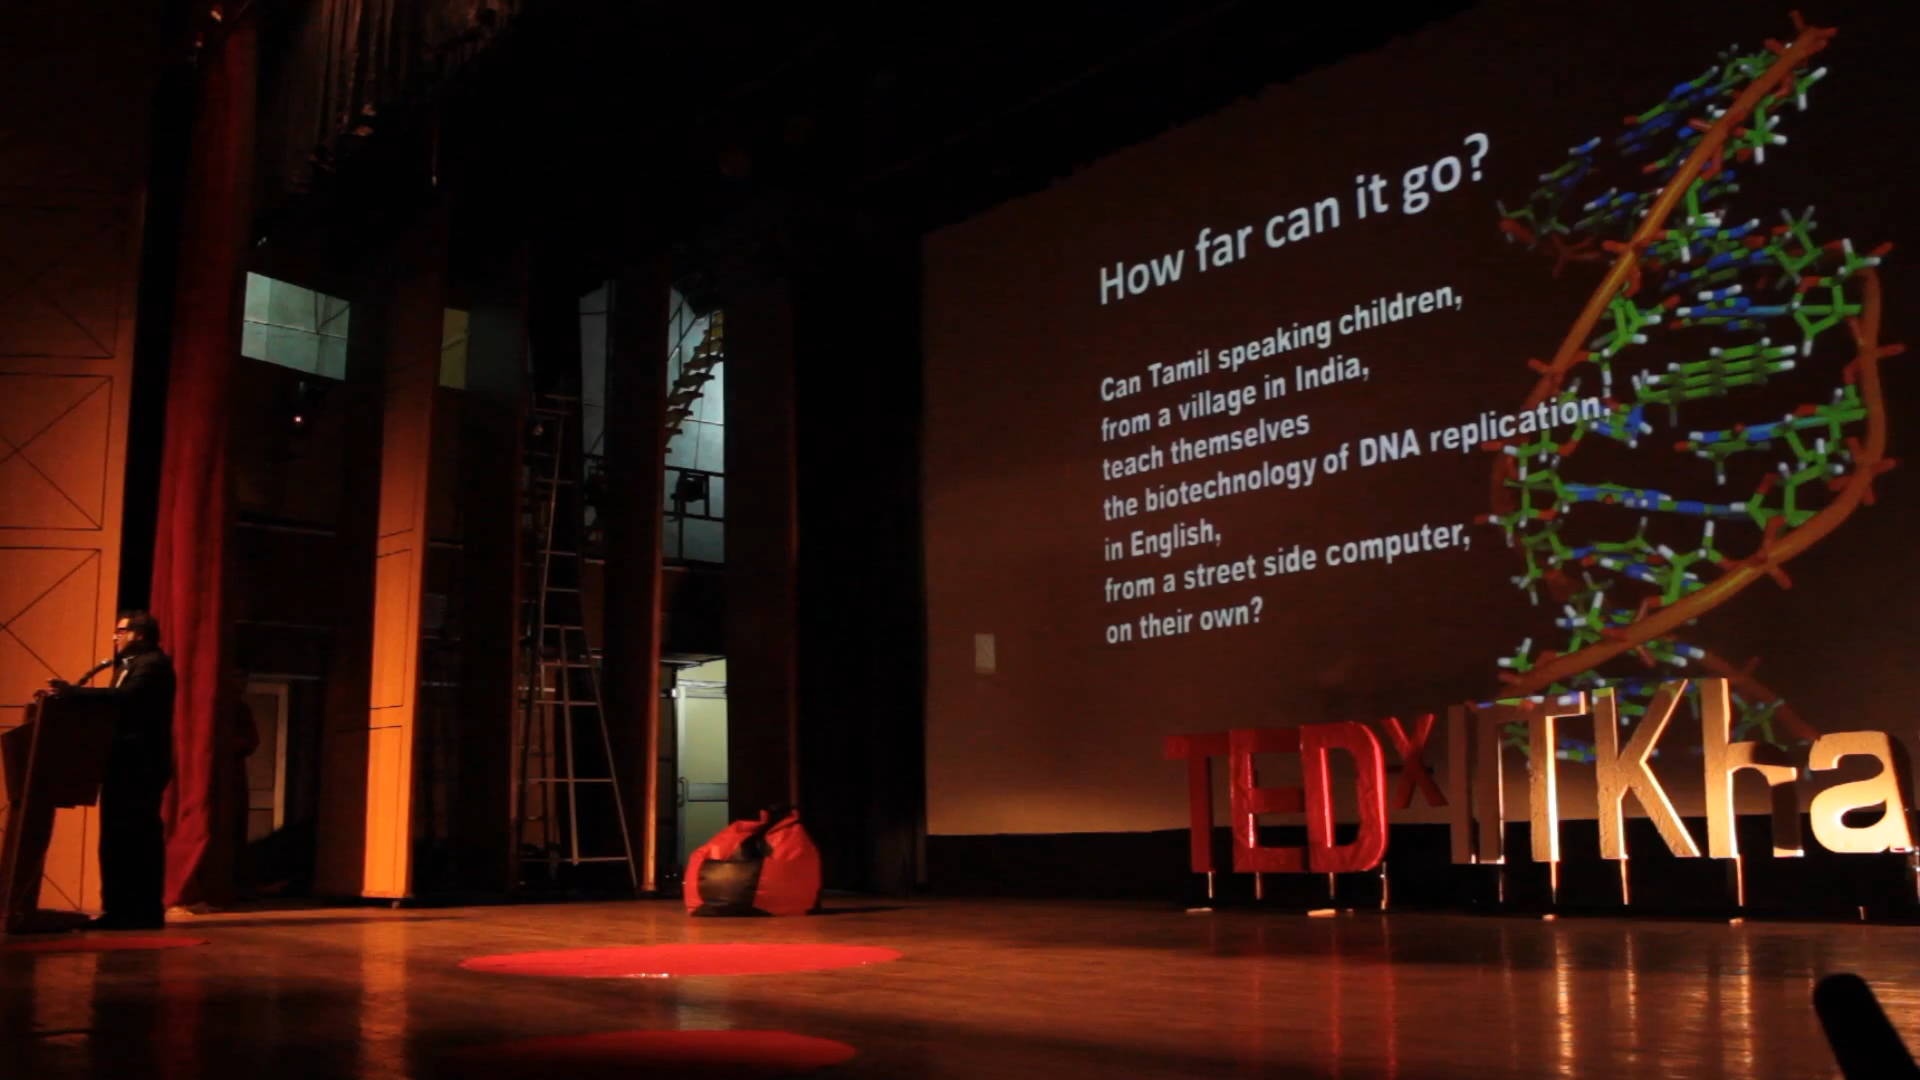 How far can it go?
Can Tamil speaking children,
from a village in India,
teach themselves
the biotechnology of DNA replication,
in English,
from a street side computer,
on their own?
TEDxIITKha